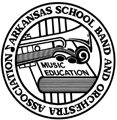 ARKANSAS SCHOOL BAND AND ORCHESTRA ASSOCIATION
MUSIC
EDUCATION